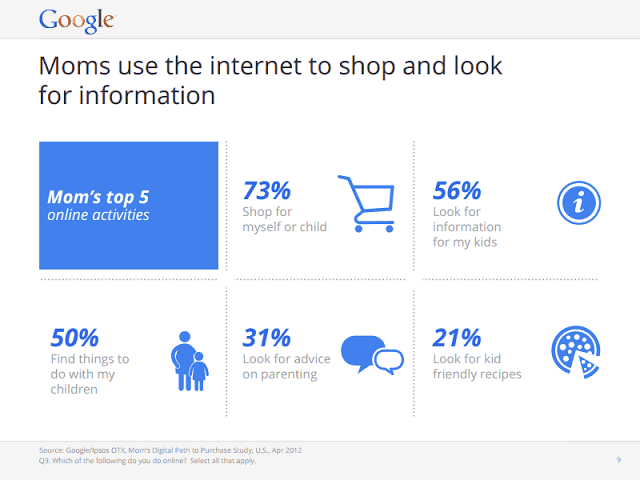 Google
Moms use the internet to shop and look
for information
Mom's top 5
online activities
73%
Shop for
myself or child
56%
Look for
information
for my kids
i
50%
Find things to
do with my
children
31%
Look for advice
on parenting
21%
Look for kid
friendly recipes
Source: Google/Ipsos OTX, Mom's Digital Path to Purchase Study, U.S., Apr 2012
Q3: Which of the following do you do online? Select all that apply.
9